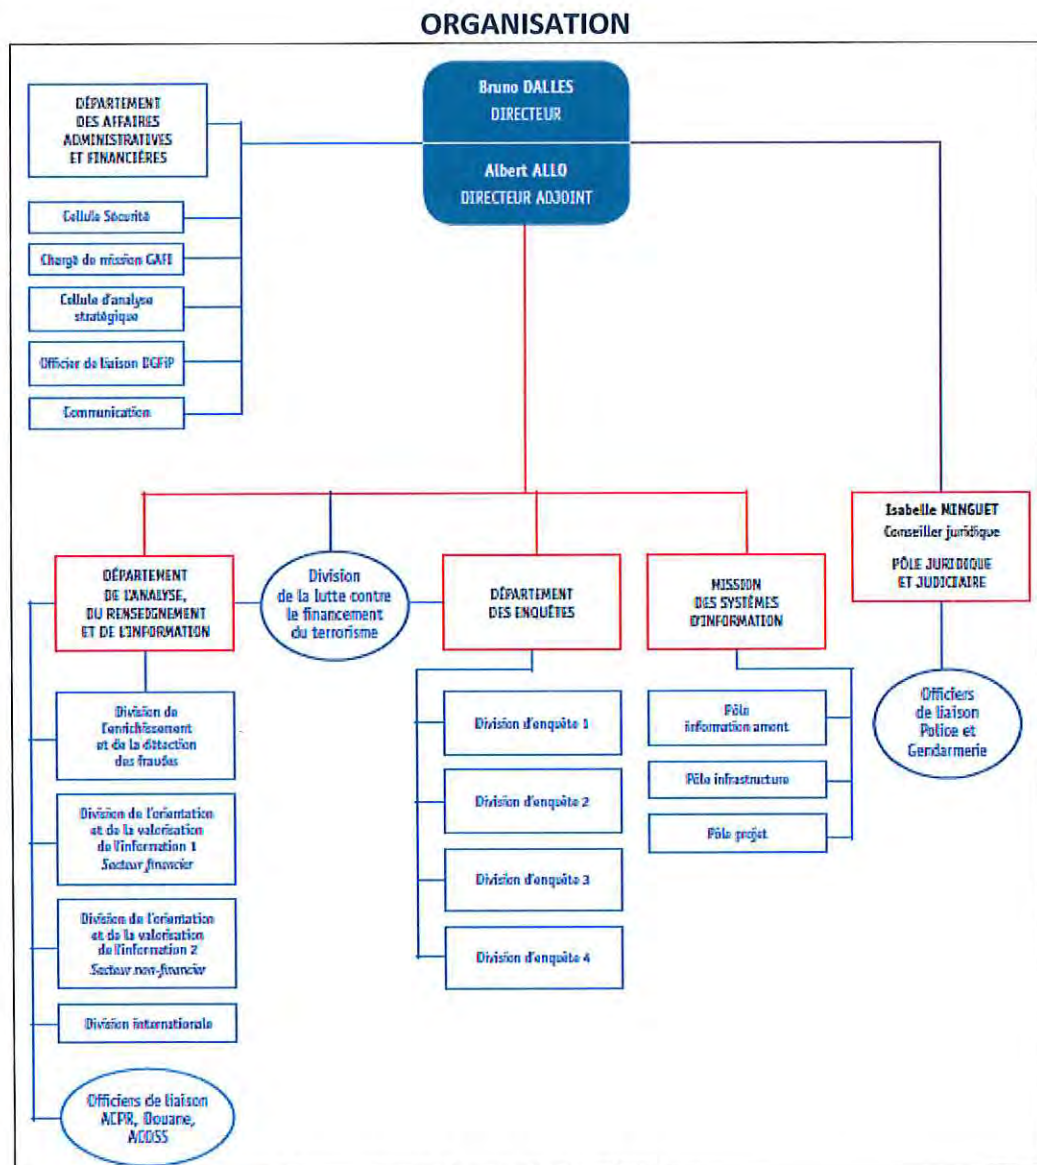 ORGANISATION
Bruno DALLES
DIRECTEUR
Albert ALLO
DIRECTEUR ADJOINT
DÉPARTEMENT
DES AFFAIRES
ADMINISTRATIVES
ET FINANCIÈRES
Cellule Sécurité
Chargé de mission GAFI
Cellule d'analyse
stratégique
Officier de liaison DGFiP
Communication
DÉPARTEMENT
DE L'ANALYSE,
DU RENSEIGNEMENT
ET DE L'INFORMATION
Division
de la lutte contre
le financement
du terrorisme
DÉPARTEMENT
DES ENQUÊTES
MISSION
DES SYSTÈMES
D'INFORMATION
Isabelle MINGUET
Conseiller juridique
PÔLE JURIDIQUE
ET JUDICIAIRE
Division de
l'enrichissement
et de la détection
des fraudes
Division de l'orientation
et de la valorisation
de l'information 1
Secteur financier
Division de l'orientation
et de la valorisation
de l'information 2
Secteur non-financier
Division internationale
Officiers de liaison
ACPR, Douane,
ACOSS
Division d'enquête 1
Division d'enquête 2
Division d'enquête 3
Division d'enquête 4
Pôle
information amont
Pôle infrastructure
Pôle projet
Officiers
de liaison
Police et
Gendarmerie